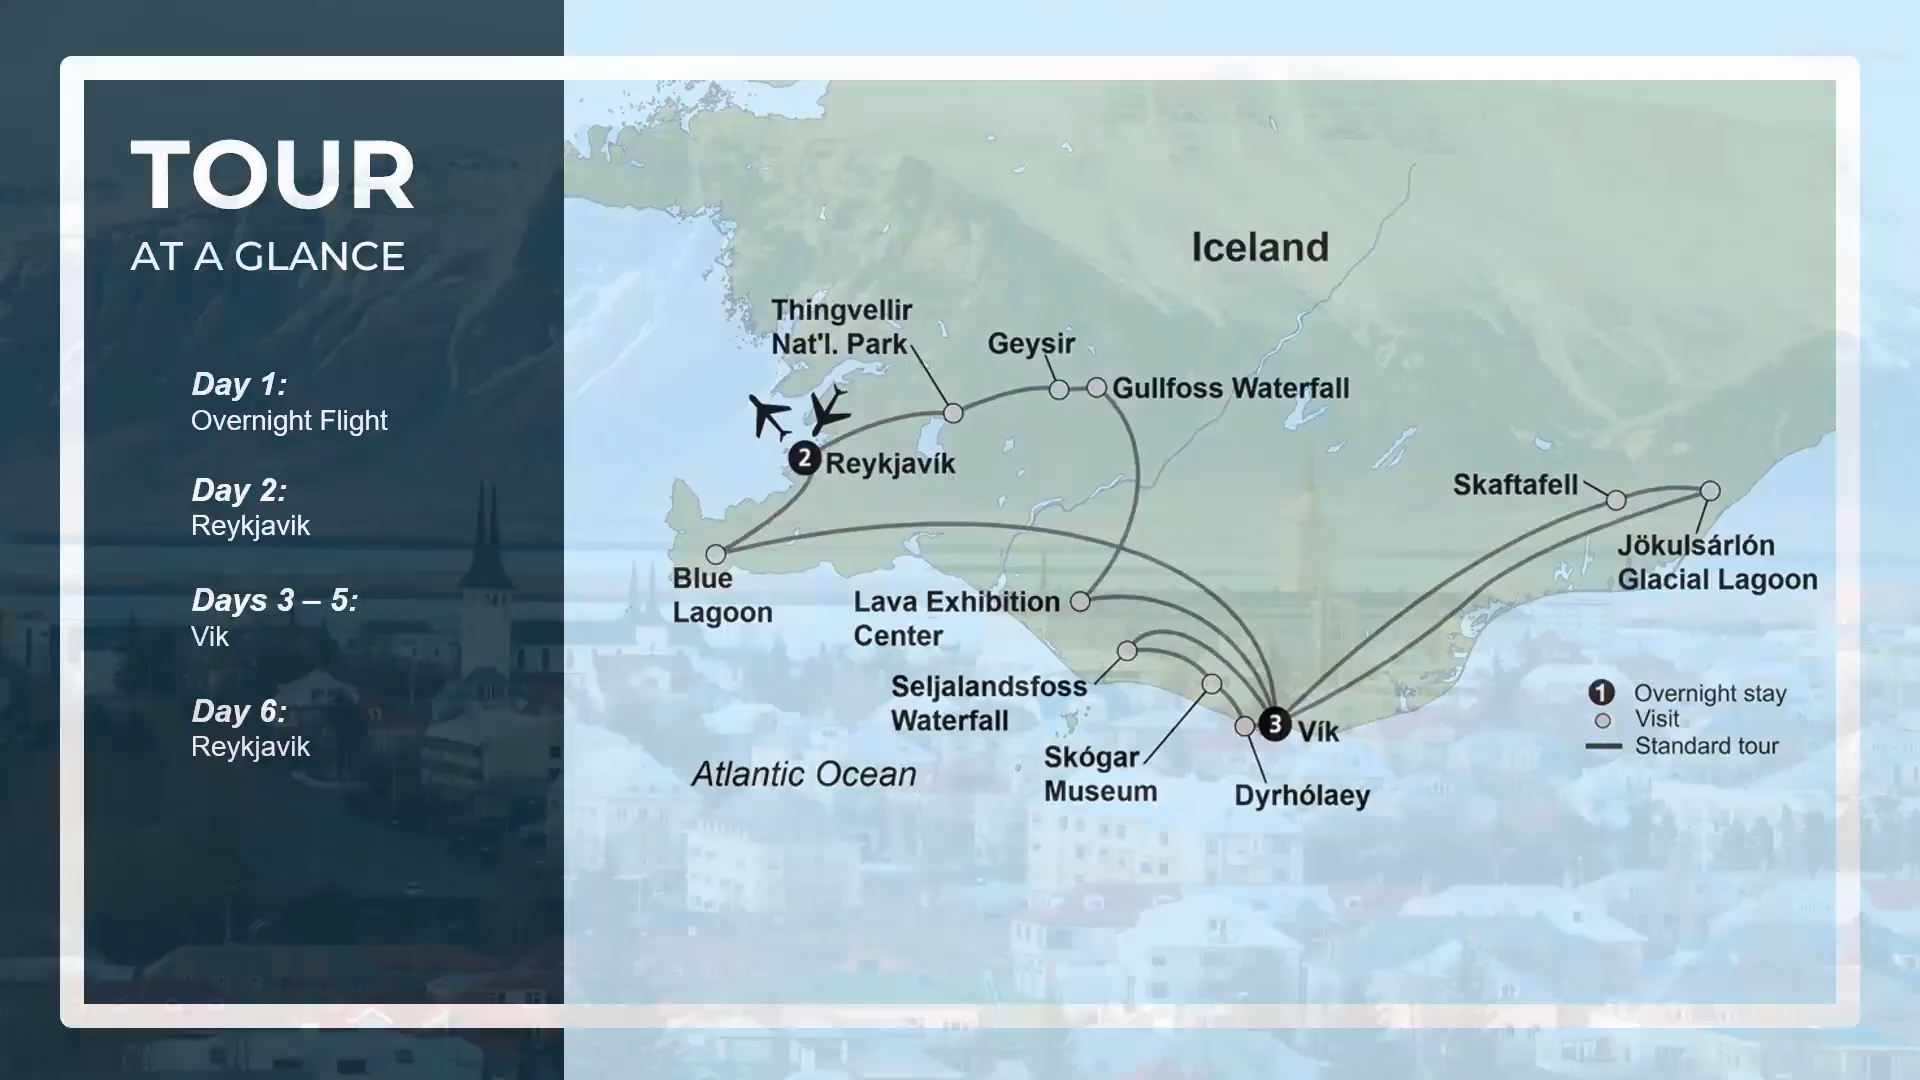 TOUR
AT A GLANCE
Day 1:
Overnight Flight
Day 2:
Reykjavik
Days 3 – 5:
Vik
Day 6:
Reykjavik
Iceland
Thingvellir
Nat'l. Park
Geysir
Gullfoss Waterfall
2 Reykjavík
Skaftafell
Jökulsárlón
Glacial Lagoon
Blue
Lagoon
Lava Exhibition
Center
Seljalandsfoss
Waterfall
3 Vík
Skógar
Museum
Dyrhólaey
Atlantic Ocean
1 Overnight stay
Visit
Standard tour